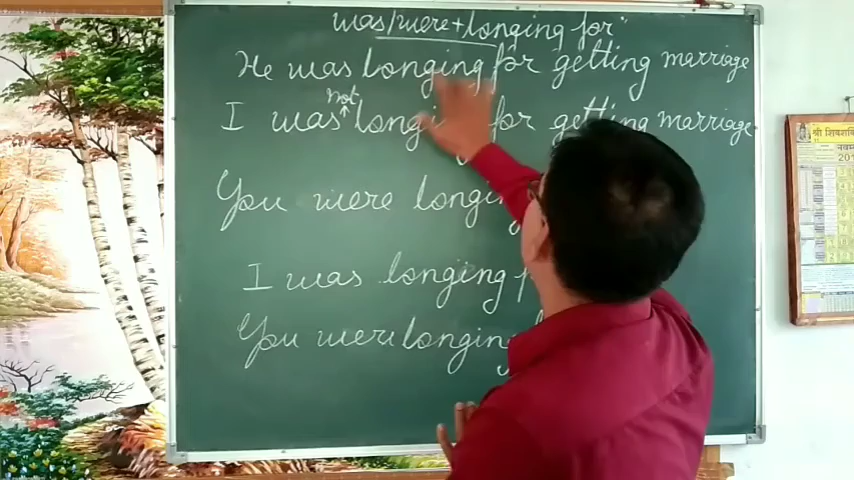 was/were + longing for"
He was longing for getting marriage
I was not longing for getting marriage
You were longing
I was longing f
You were longing
श्री